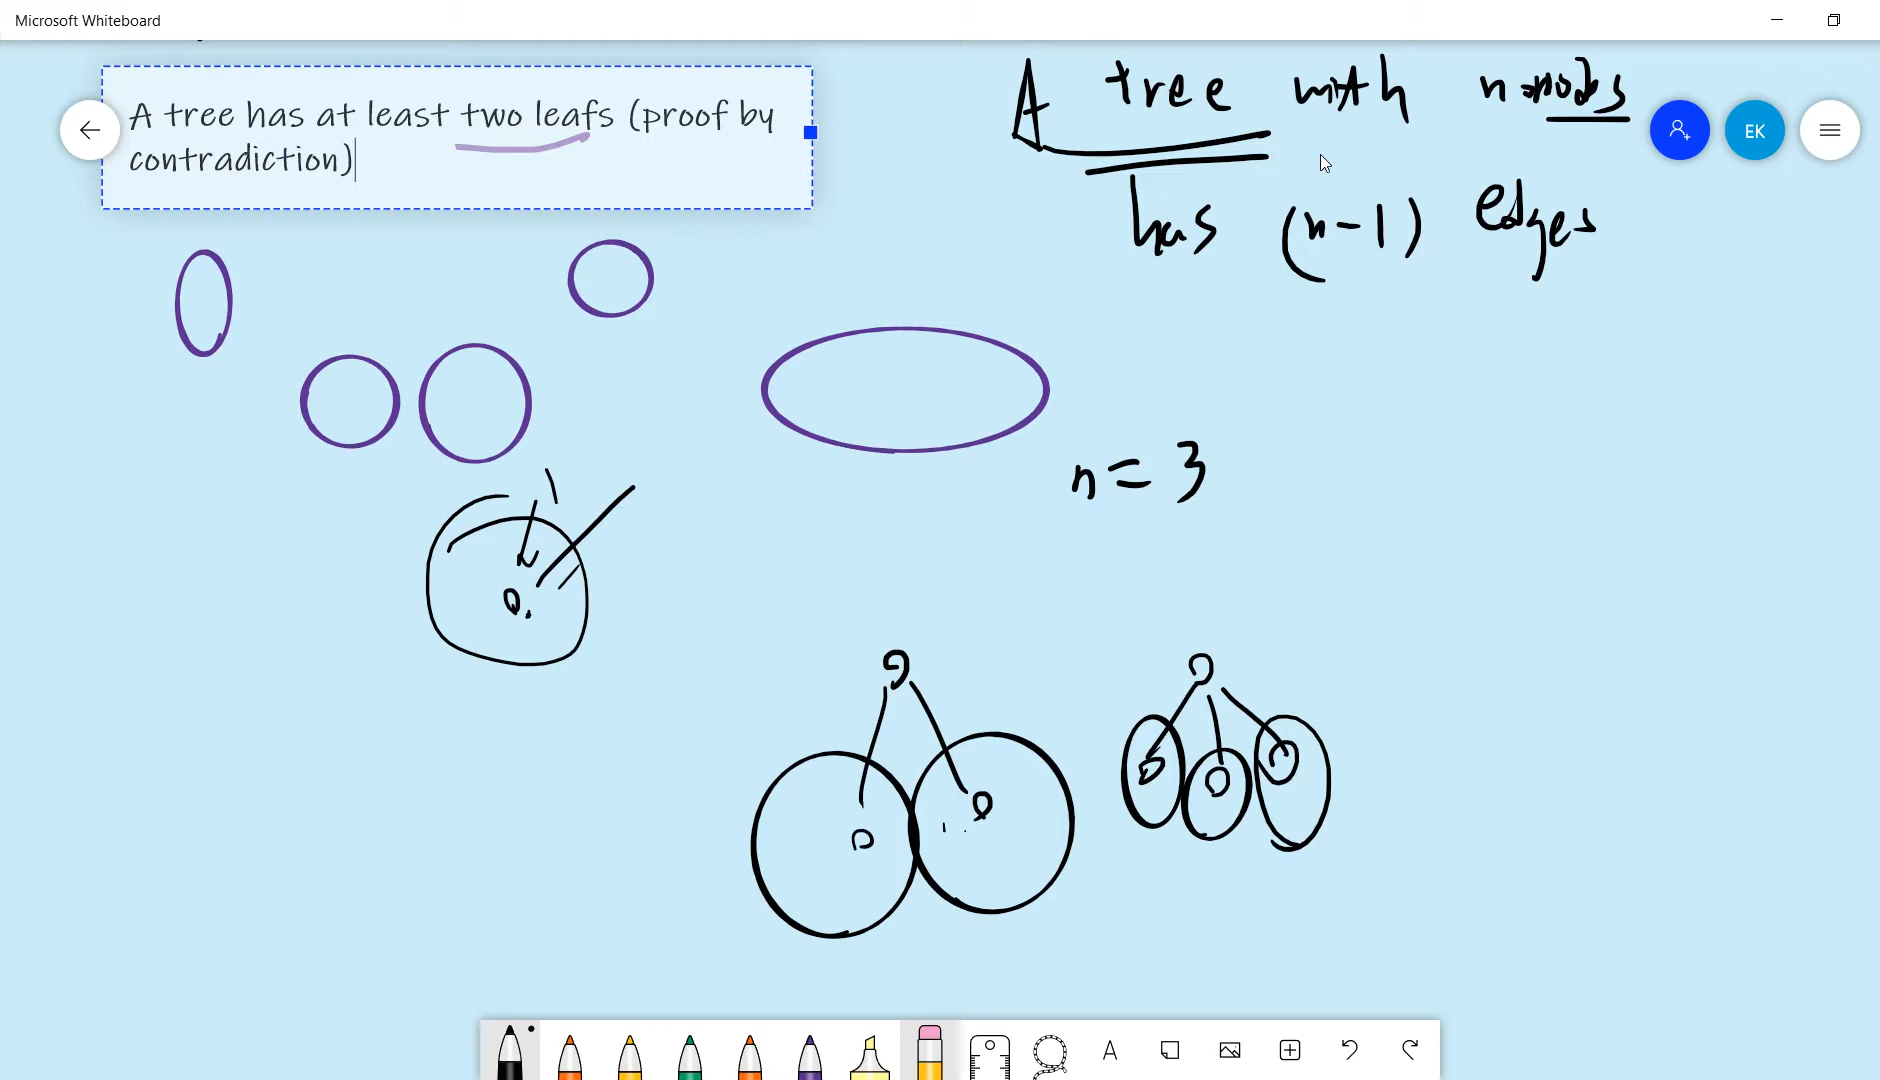 Microsoft Whiteboard
A tree has at least two leafs (proof by
contradiction)
A tree with n nodes
has (n-1) edges
EK
n = 3
A